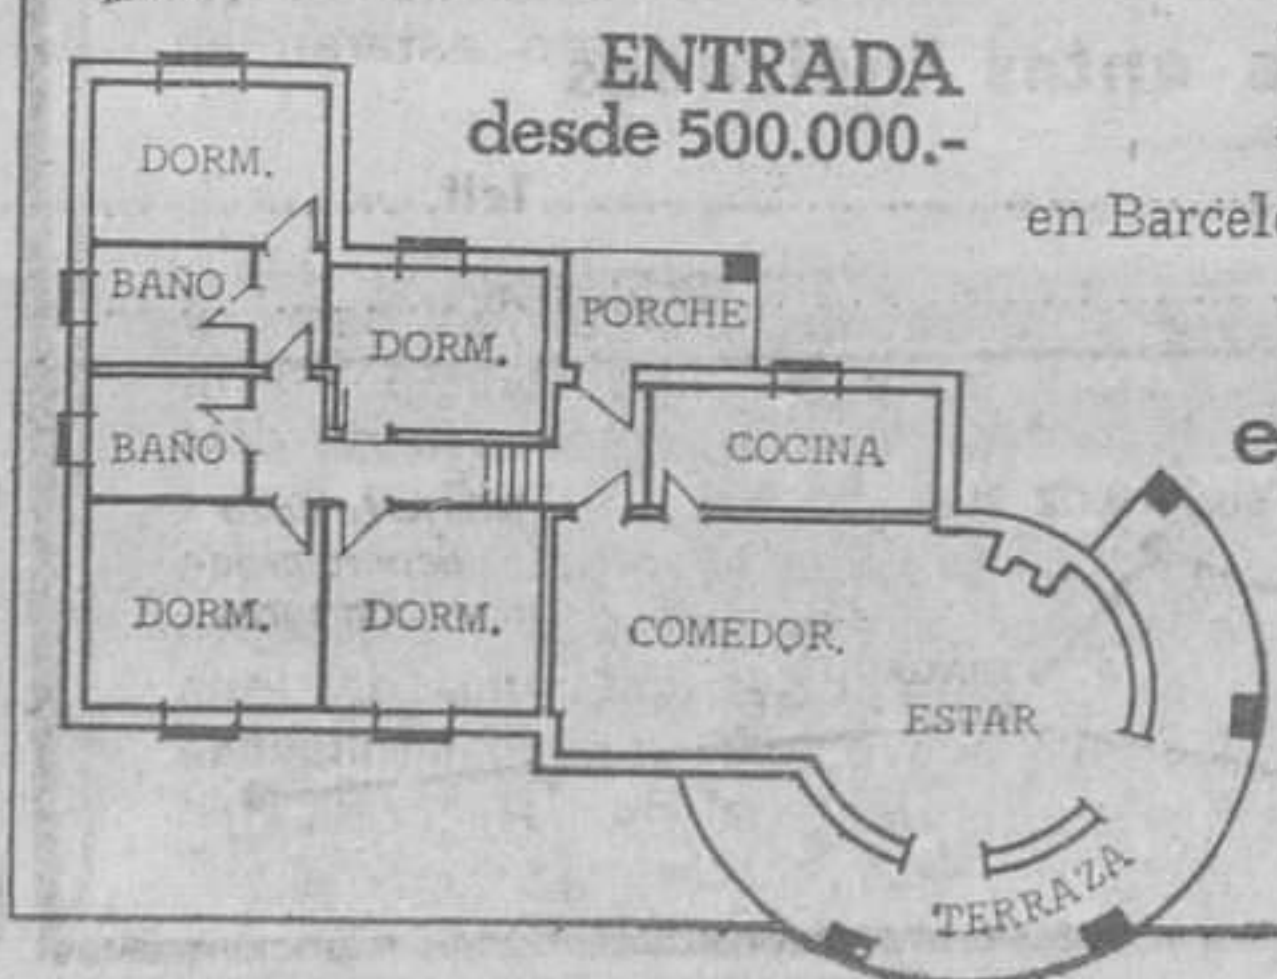 ENTRADA
desde 500.000.-
en Barcel
e
DORM.
BAÑO
DORM.
PORCHE
BAÑO
COCINA
DORM.
DORM.
COMEDOR.
ESTAR
TERRAZA